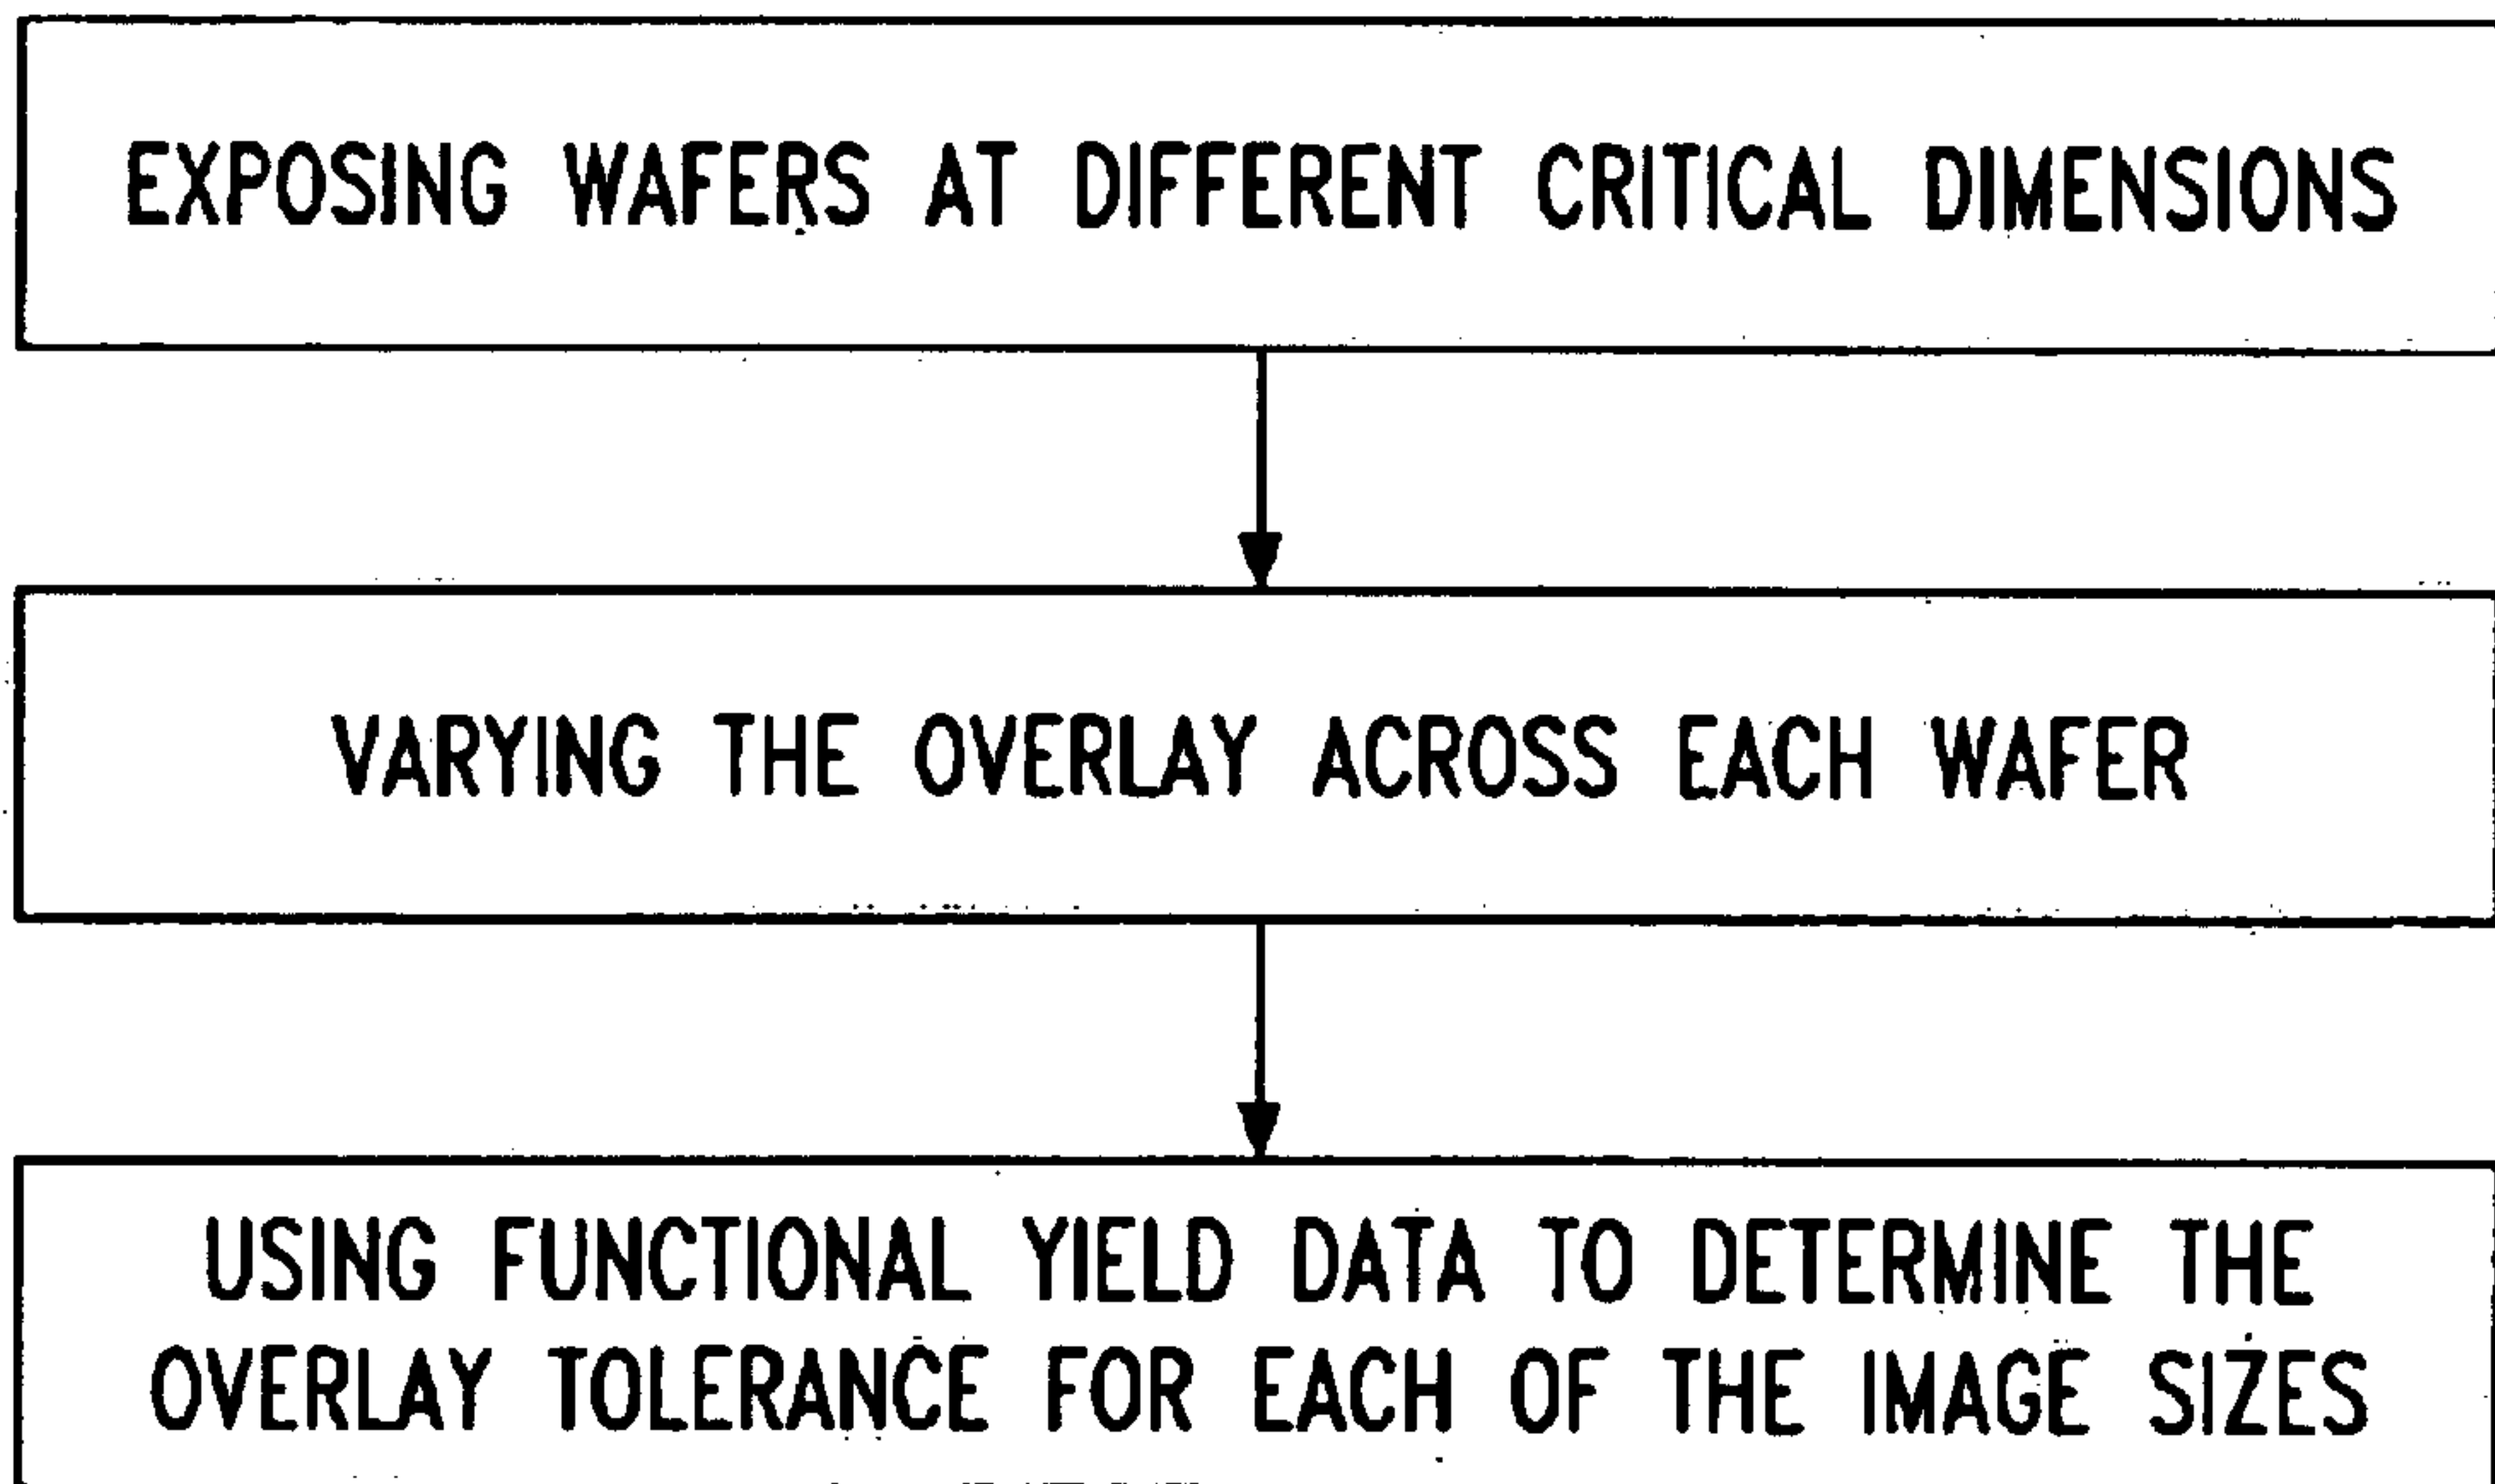 EXPOSING WAFERS AT DIFFERENT CRITICAL DIMENSIONS
VARYING THE OVERLAY ACROSS EACH WAFER
USING FUNCTIONAL YIELD DATA TO DETERMINE THE
OVERLAY TOLERANCE FOR EACH OF THE IMAGE SIZES